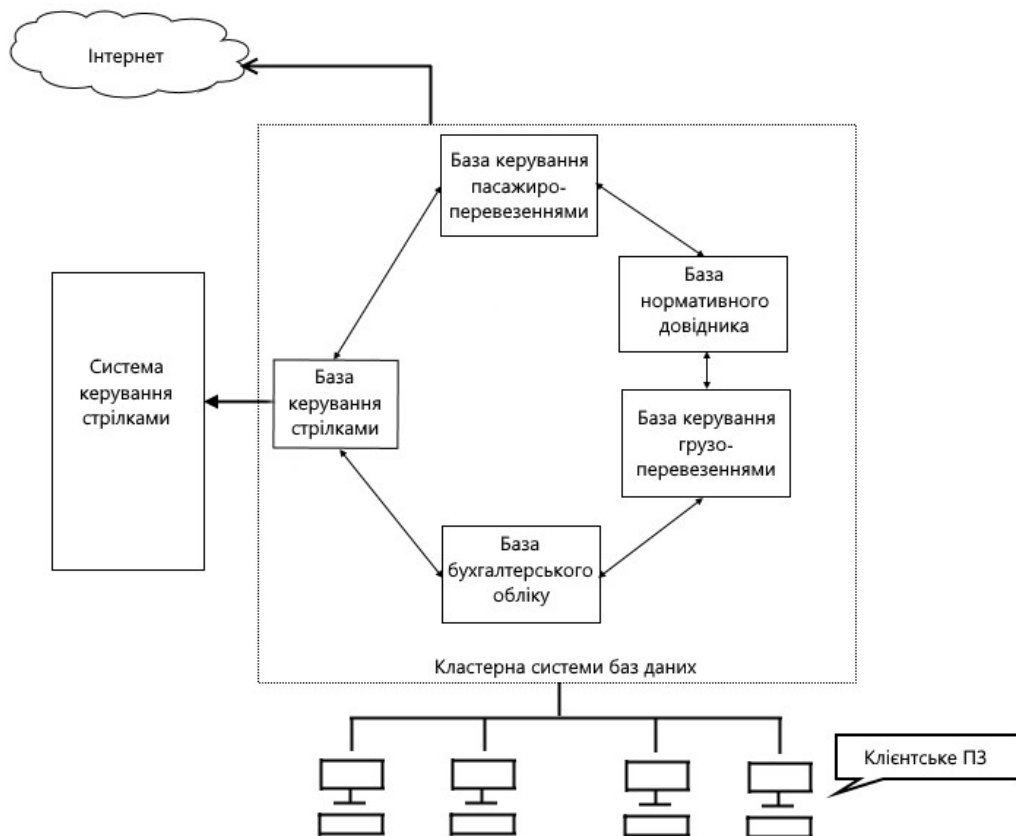 Інтернет
База керування
пасажиро-
перевезеннями
База
нормативного
довідника
Система
керування
стрілками
База
керування
стрілками
База керування
грузо-
перевезеннями
База
бухгалтерського
обліку
Кластерна системи баз даних
Клієнтське ПЗ